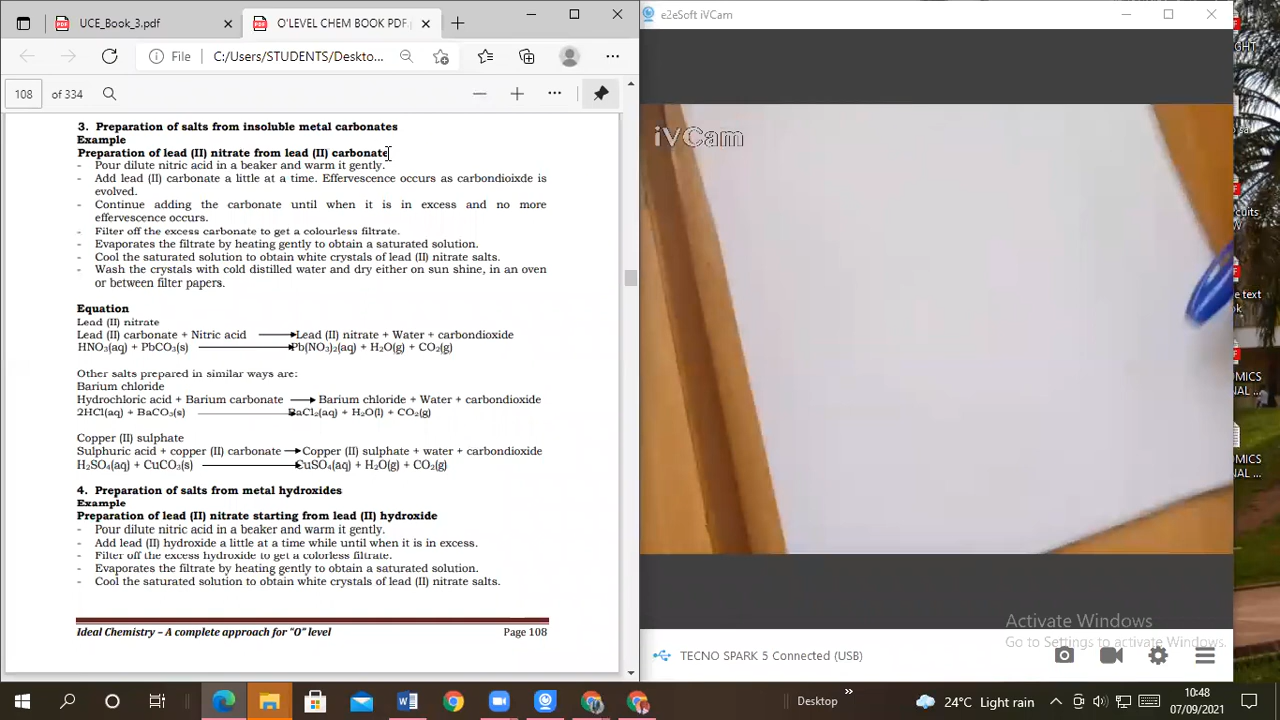 UCE_Book_3.pdf
O'LEVEL CHEM BOOK PDF
File
C:/Users/STUDENTS/Deskto...
108 of 334
3. Preparation of salts from insoluble metal carbonates
Example
Preparation of lead (II) nitrate from lead (II) carbonate
- Pour dilute nitric acid in a beaker and warm it gently.
- Add lead (II) carbonate a little at a time. Effervescence occurs as carbondioixde is
evolved.
- Continue adding the carbonate until when it is in excess and no more
effervescence occurs.
- Filter off the excess carbonate to get a colourless filtrate.
- Evaporates the filtrate by heating gently to obtain a saturated solution.
- Cool the saturated solution to obtain white crystals of lead (II) nitrate salts.
- Wash the crystals with cold distilled water and dry either on sun shine, in an oven
or between filter papers.
Equation
Lead (II) nitrate
Lead (II) carbonate + Nitric acid → Lead (II) nitrate + Water + carbondioxide
HNO₃(aq) + PbCO₃(s) → Pb(NO₃)₂(aq) + H₂O(g) + CO₂(g)
Other salts prepared in similar ways are:
Barium chloride
Hydrochloric acid + Barium carbonate → Barium chloride + Water + carbondioxide
2HCl(aq) + BaCO₃(s) → BaCl₂(aq) + H₂O(l) + CO₂(g)
Copper (II) sulphate
Sulphuric acid + copper (II) carbonate → Copper (II) sulphate + water + carbondioxide
H₂SO₄(aq) + CuCO₃(s) → CuSO₄(aq) + H₂O(g) + CO₂(g)
4. Preparation of salts from metal hydroxides
Example
Preparation of lead (II) nitrate starting from lead (II) hydroxide
- Pour dilute nitric acid in a beaker and warm it gently.
- Add lead (II) hydroxide a little at a time while until when it is in excess.
- Filter off the excess hydroxide to get a colorless filtrate.
- Evaporates the filtrate by heating gently to obtain a saturated solution.
- Cool the saturated solution to obtain white crystals of lead (II) nitrate salts.
Ideal Chemistry – A complete approach for "O" level Page 108
e2eSoft iVCam
iVCam
Activate Windows
Go to Settings to activate Windows.
TECNO SPARK 5 Connected (USB)
Desktop
24°C Light rain
10:48
07/09/2021